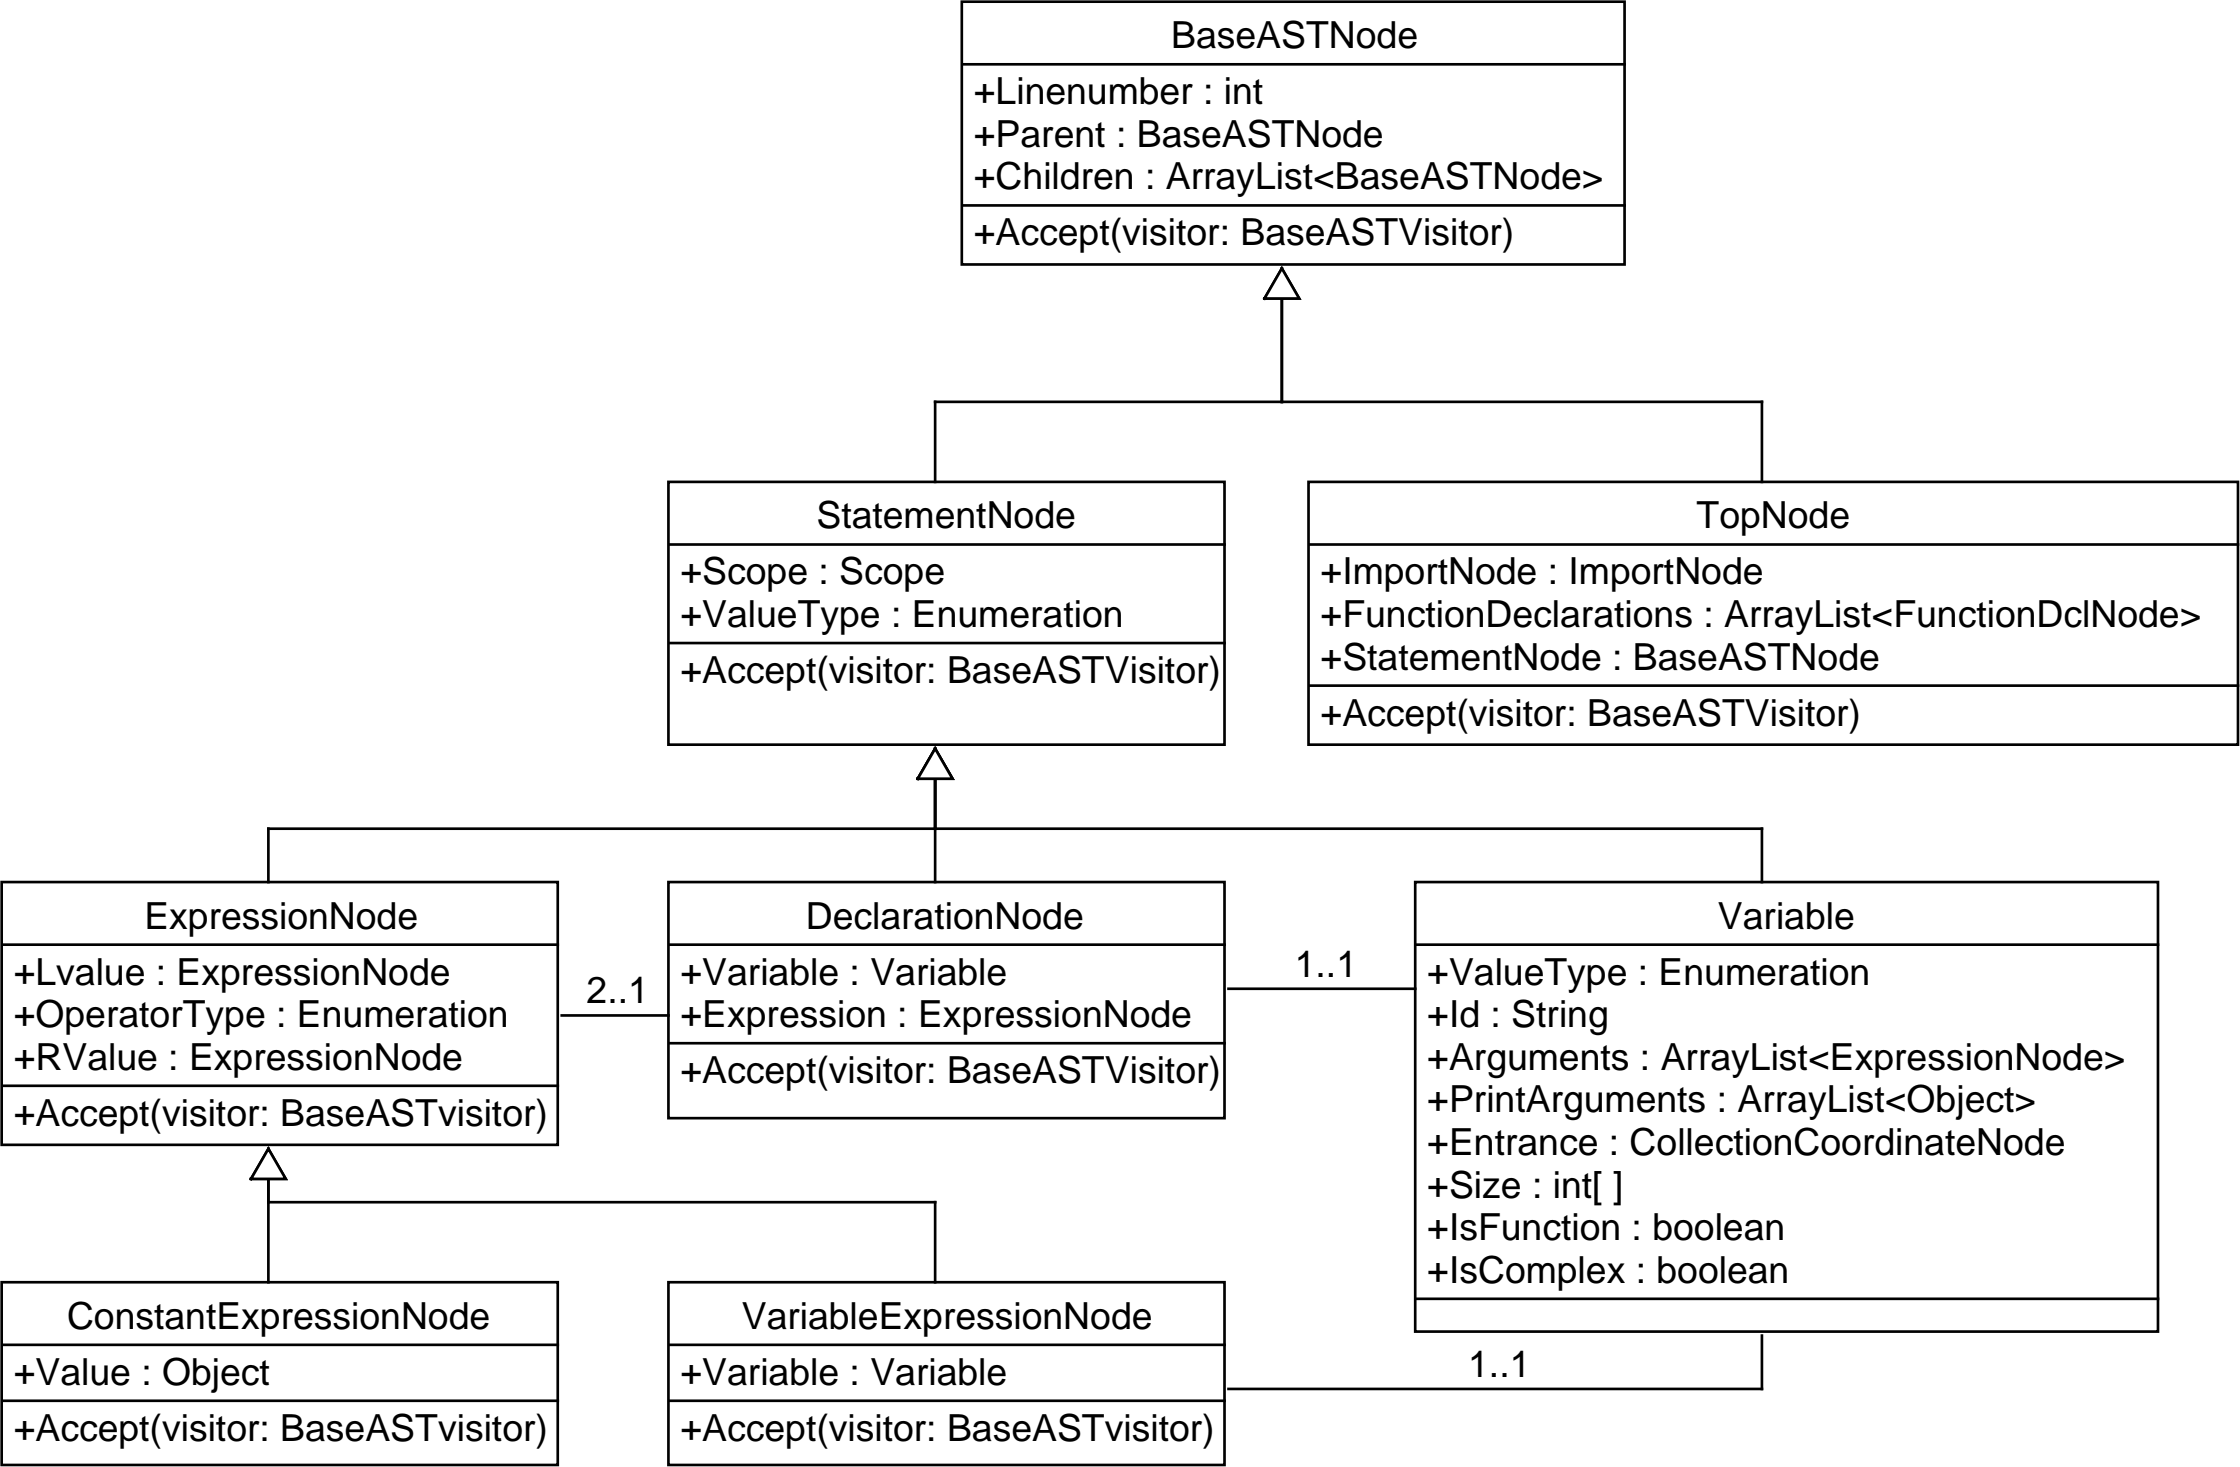 BaseASTNode
+Linenumber : int
+Parent : BaseASTNode
+Children : ArrayList<BaseASTNode>
+Accept(visitor: BaseASTVisitor)
StatementNode
+Scope : Scope
+ValueType : Enumeration
+Accept(visitor: BaseASTVisitor)
TopNode
+ImportNode : ImportNode
+FunctionDeclarations : ArrayList<FunctionDclNode>
+StatementNode : BaseASTNode
+Accept(visitor: BaseASTVisitor)
ExpressionNode
+Lvalue : ExpressionNode
+OperatorType : Enumeration
+RValue : ExpressionNode
+Accept(visitor: BaseASTvisitor)
2..1
DeclarationNode
+Variable : Variable
+Expression : ExpressionNode
+Accept(visitor: BaseASTVisitor)
1..1
Variable
+ValueType : Enumeration
+Id : String
+Arguments : ArrayList<ExpressionNode>
+PrintArguments : ArrayList<Object>
+Entrance : CollectionCoordinateNode
+Size : int[ ]
+IsFunction : boolean
+IsComplex : boolean
ConstantExpressionNode
+Value : Object
+Accept(visitor: BaseASTvisitor)
VariableExpressionNode
+Variable : Variable
+Accept(visitor: BaseASTvisitor)
1..1